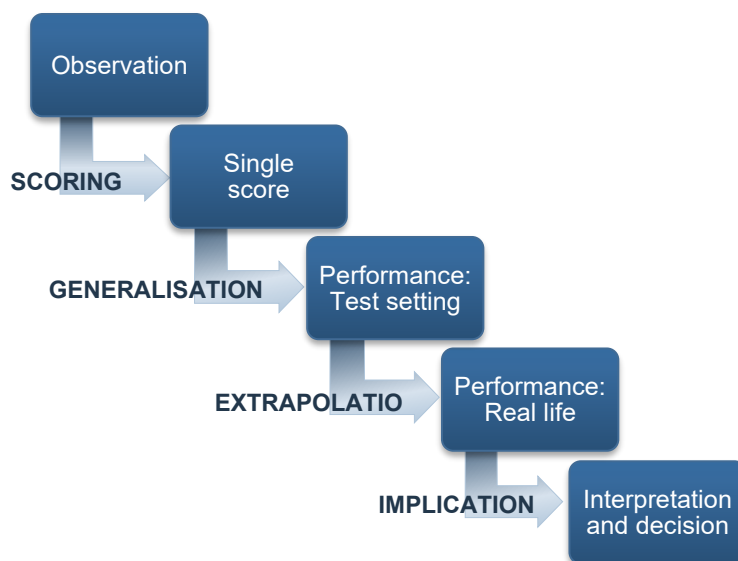 Observation
SCORING
Single
score
GENERALISATION
Performance:
Test setting
EXTRAPOLATIO
Performance:
Real life
IMPLICATION
Interpretation
and decision